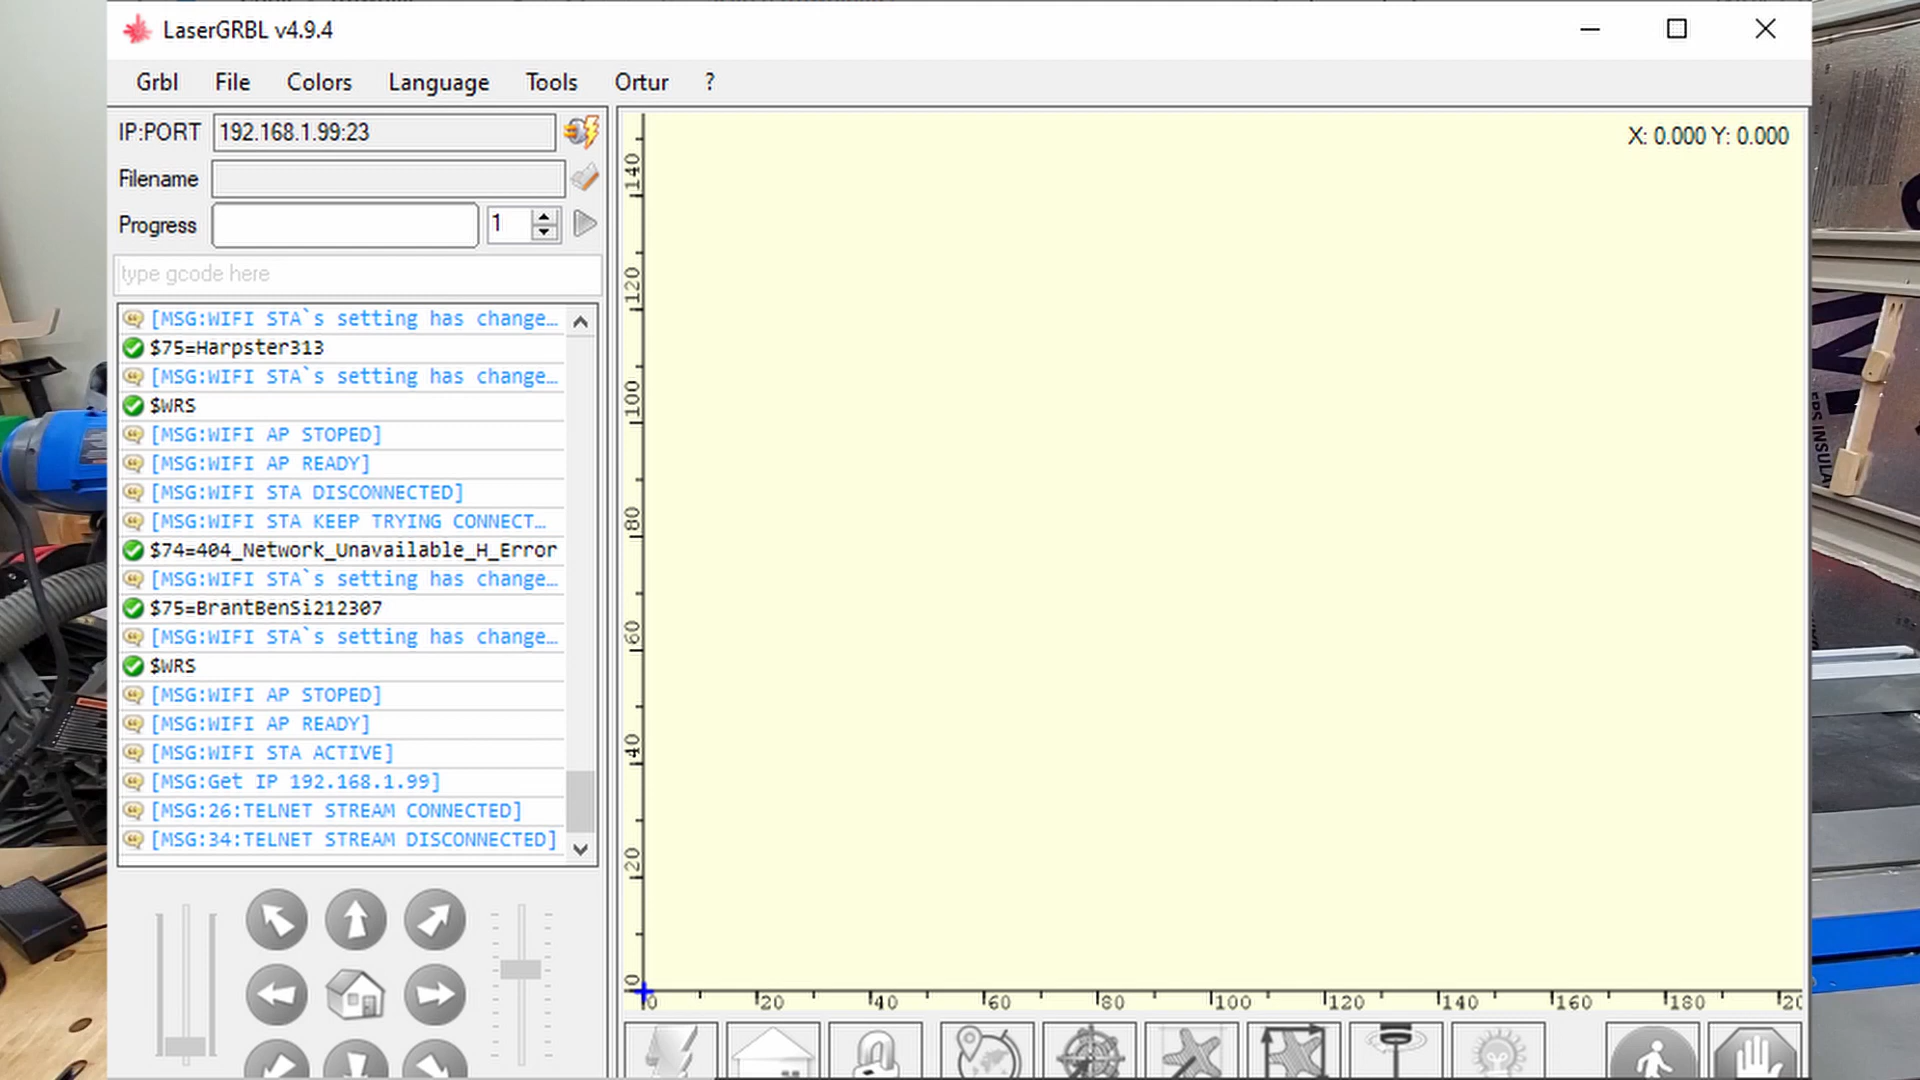 LaserGRBL v4.9.4
Grbl File Colors Language Tools Ortur ?
IP:PORT 192.168.1.99:23
X: 0.000 Y: 0.000
Filename
Progress 1
type gcode here
[MSG:WIFI STA`s setting has change…
$75=Harpster313
[MSG:WIFI STA`s setting has change…
$WRS
[MSG:WIFI AP STOPED]
[MSG:WIFI AP READY]
[MSG:WIFI STA DISCONNECTED]
[MSG:WIFI STA KEEP TRYING CONNECT…
$74=404_Network_Unavailable_H_Error
[MSG:WIFI STA`s setting has change…
$75=BrantBenSi212307
[MSG:WIFI STA`s setting has change…
$WRS
[MSG:WIFI AP STOPED]
[MSG:WIFI AP READY]
[MSG:WIFI STA ACTIVE]
[MSG:Get IP 192.168.1.99]
[MSG:26:TELNET STREAM CONNECTED]
[MSG:34:TELNET STREAM DISCONNECTED]
140
120
100
80
60
40
20
0
0 20 40 60 80 100 120 140 160 180 20